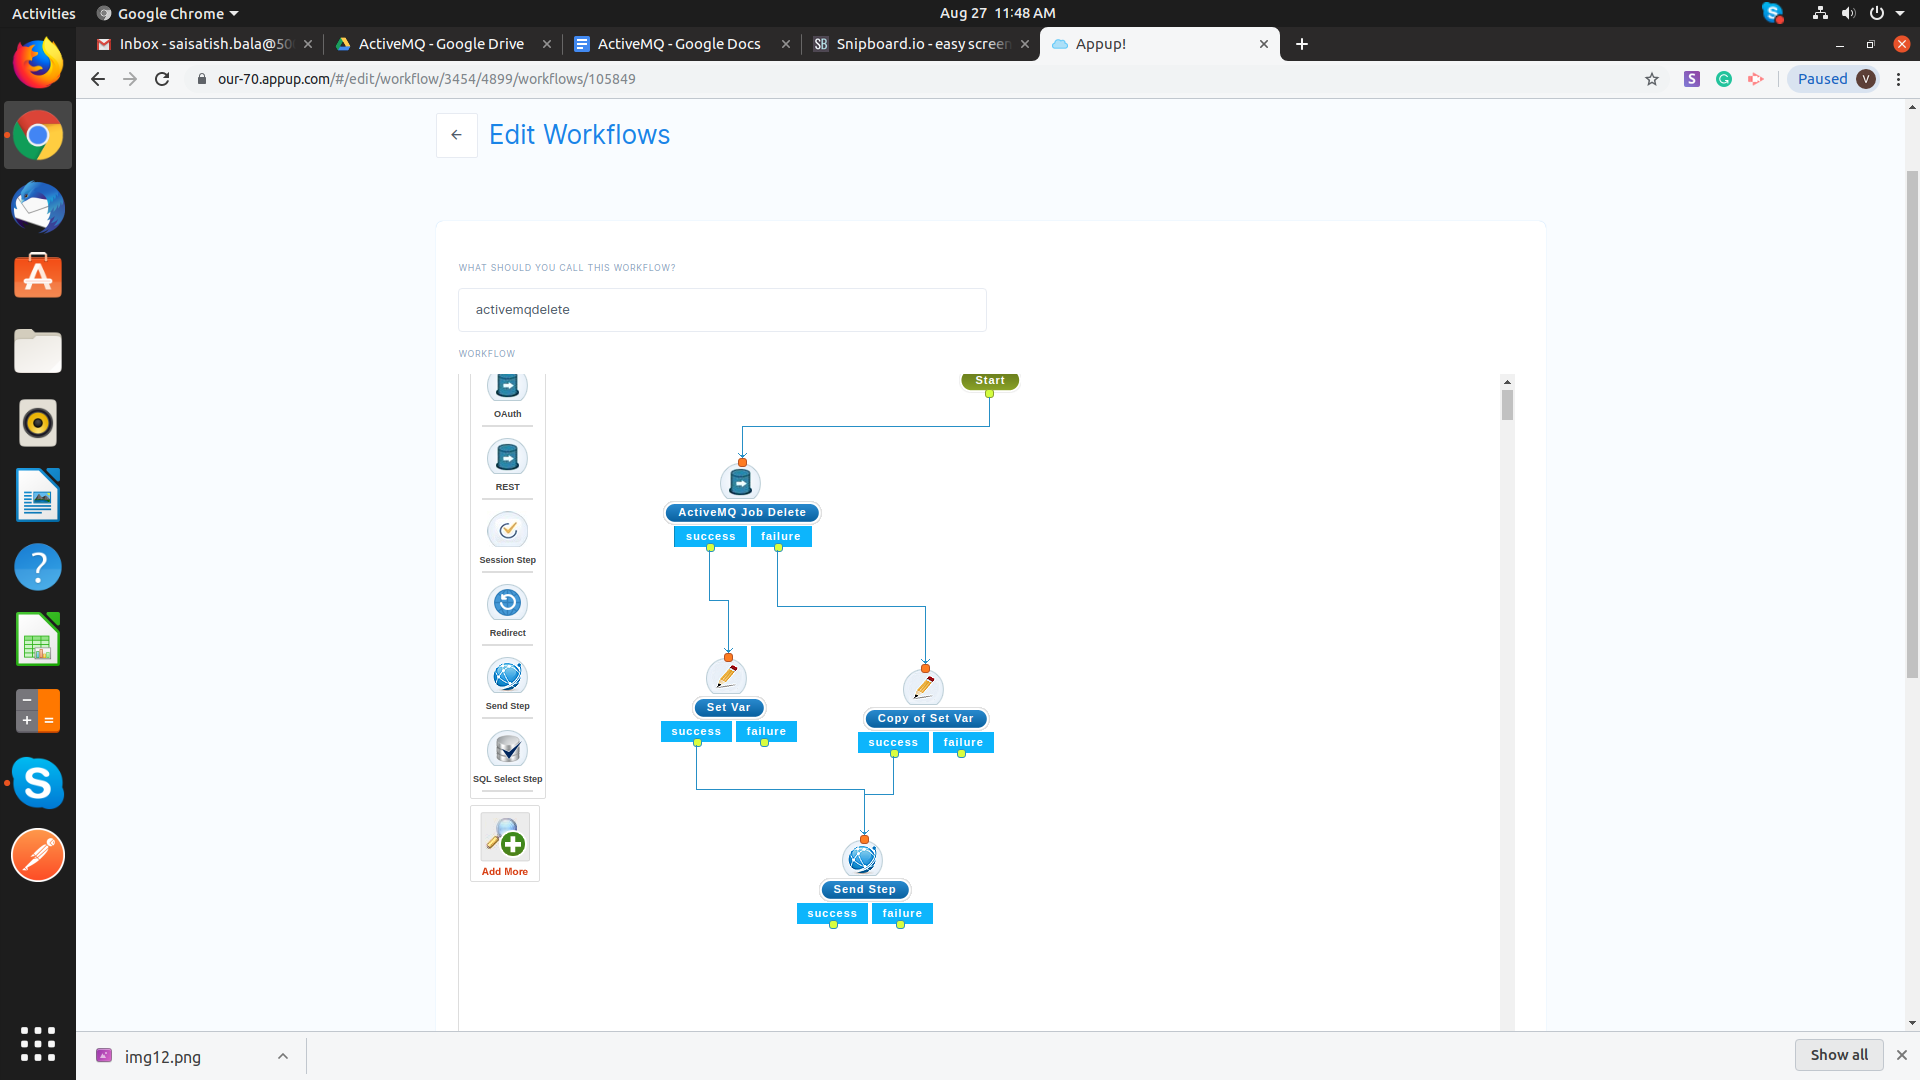 Activities
Google Chrome
Aug 27 11:48 AM
Inbox - saisatish.bala@50
ActiveMQ - Google Drive
ActiveMQ - Google Docs
SB
Snipboard.io - easy screen
Appup!
our-70.appup.com/#/edit/workflow/3454/4899/workflows/105849
S
G
Paused
V
Edit Workflows
WHAT SHOULD YOU CALL THIS WORKFLOW?
activemqdelete
WORKFLOW
Start
OAuth
REST
ActiveMQ Job Delete
success
failure
Session Step
Redirect
Send Step
Set Var
success
failure
Copy of Set Var
success
failure
SQL Select Step
Add More
Send Step
success
failure
img12.png
Show all